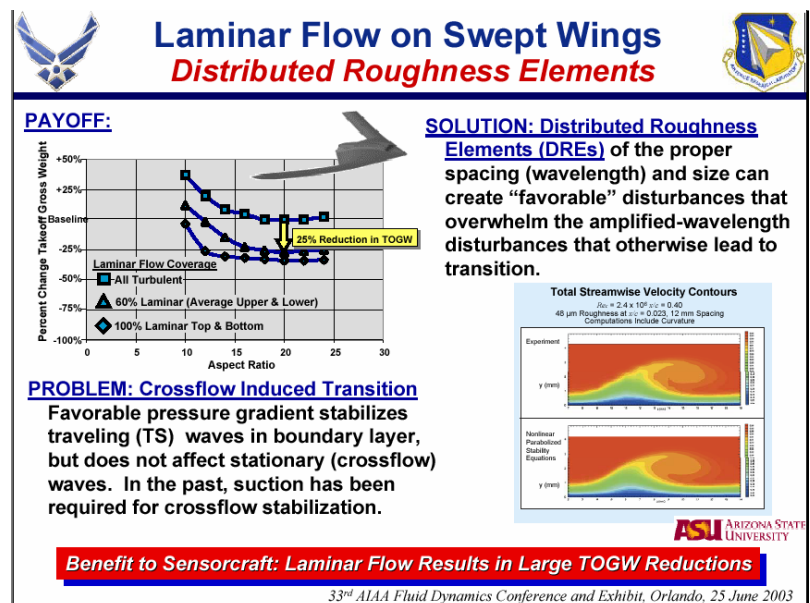 Laminar Flow on Swept Wings
Distributed Roughness Elements
PAYOFF:
Percent Change Takeoff Gross Weight
+50%
+25%
Baseline
-25%
-50%
-75%
-100%
25% Reduction in TOGW
Laminar Flow Coverage
All Turbulent
60% Laminar (Average Upper & Lower)
100% Laminar Top & Bottom
0 5 10 15 20 25 30
Aspect Ratio
PROBLEM: Crossflow Induced Transition
Favorable pressure gradient stabilizes
traveling (TS) waves in boundary layer,
but does not affect stationary (crossflow)
waves. In the past, suction has been
required for crossflow stabilization.
SOLUTION: Distributed Roughness
Elements (DREs) of the proper
spacing (wavelength) and size can
create “favorable” disturbances that
overwhelm the amplified-wavelength
disturbances that otherwise lead to
transition.
Total Streamwise Velocity Contours
= 2.4 x 10⁶ x/c = 0.40
48 µm Roughness at x/c = 0.023, 12 mm Spacing
Computations Include Curvature
Experiment
y (mm)
Nonlinear
Parabolized
Stability
Equations
y (mm)
ASU ARIZONA STATE
UNIVERSITY
Benefit to Sensorcraft: Laminar Flow Results in Large TOGW Reductions
33rd AIAA Fluid Dynamics Conference and Exhibit, Orlando, 25 June 2003